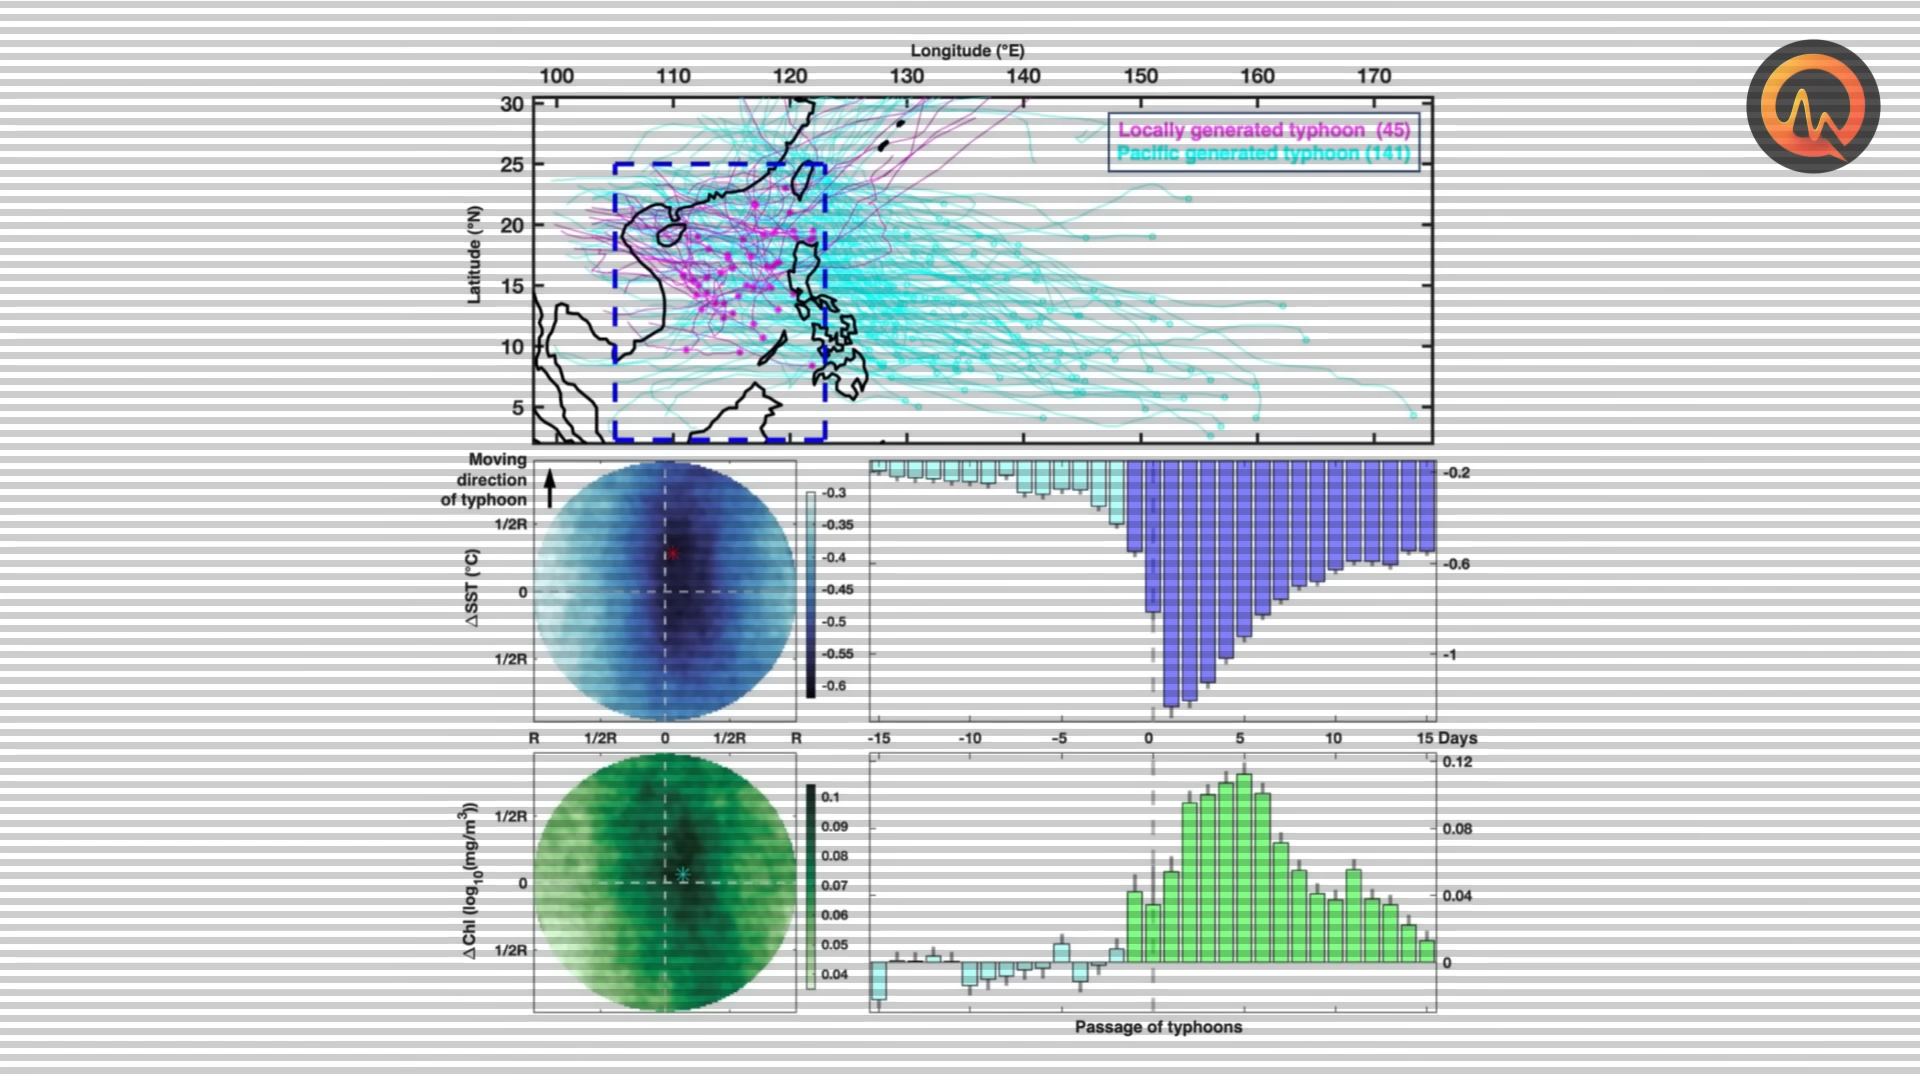 Longitude (°E)
100 110 120 130 140 150 160 170
30
25
20
15
10
5
Latitude (°N)
Locally generated typhoon (45)
Pacific generated typhoon (141)
Moving
direction
of typhoon
1/2R
0
1/2R
△SST (°C)
-0.3
-0.35
-0.4
-0.45
-0.5
-0.55
-0.6
-0.2
-0.6
-1
R 1/2R 0 1/2R R
-15 -10 -5 0 5 10 15 Days
1/2R
0
1/2R
△Chl (log10(mg/m3))
0.1
0.09
0.08
0.07
0.06
0.05
0.04
0.12
0.08
0.04
0
Passage of typhoons